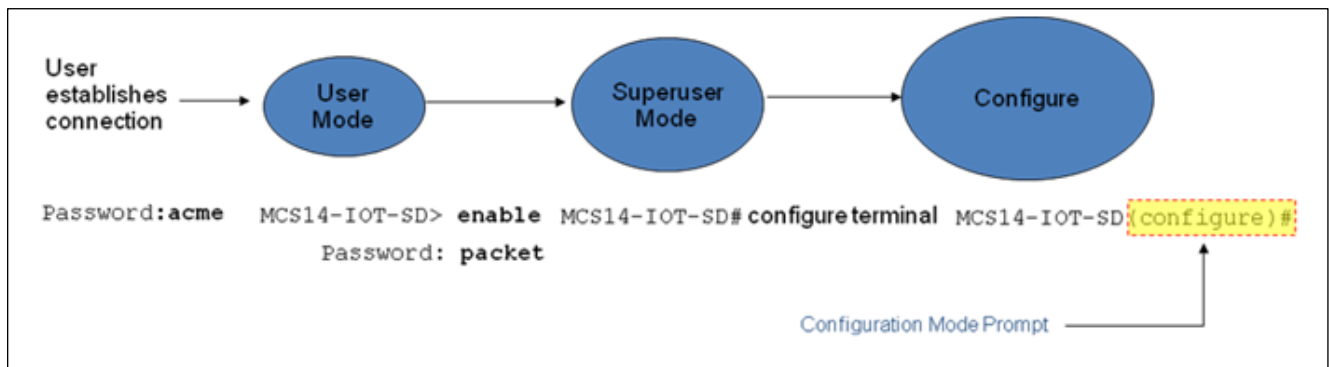 User
establishes
connection
User
Mode
Superuser
Mode
Configure
Password:acme
MCS14-IOT-SD> enable
Password: packet
MCS14-IOT-SD# configure terminal
MCS14-IOT-SD(configure)#
Configuration Mode Prompt